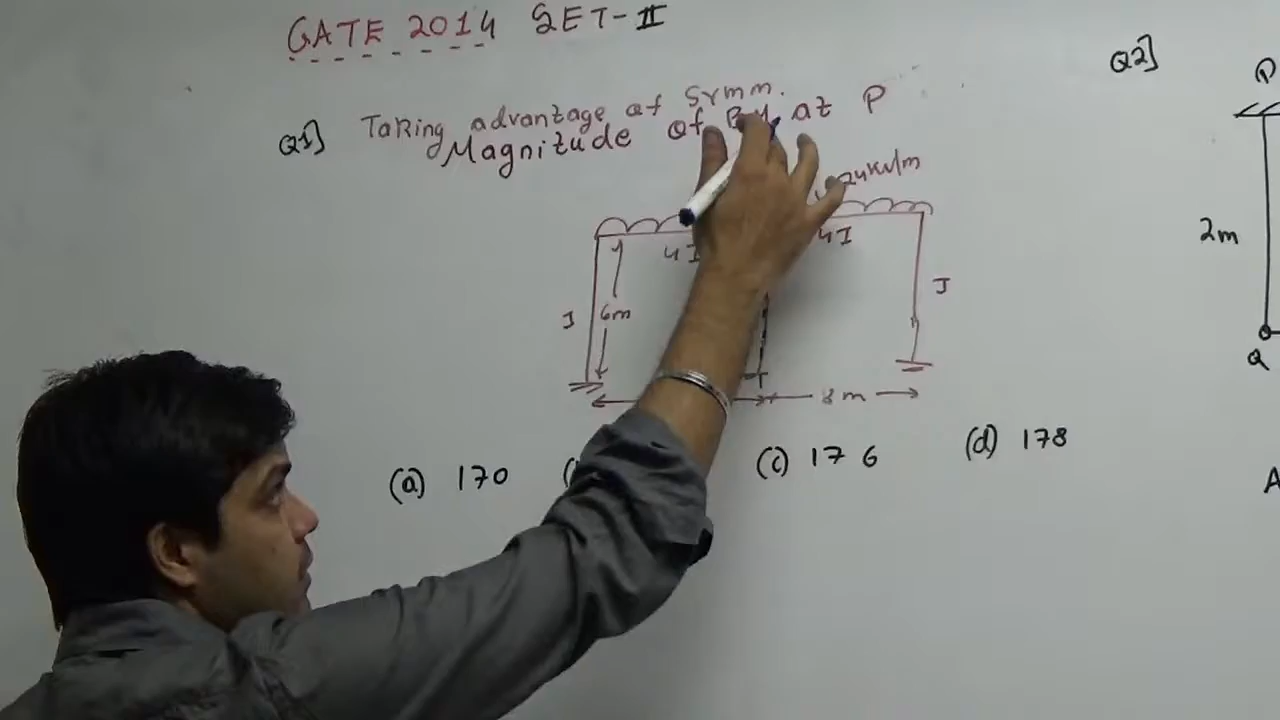 GATE 2014 SET-II
Q1] Taking advantage of Symm.
Magnitude of B.M. at P
24KN/m
4I
4I
I
6m
I
8m
(a) 170
(c) 176
(d) 178
Q2]
P
2m
Q
A